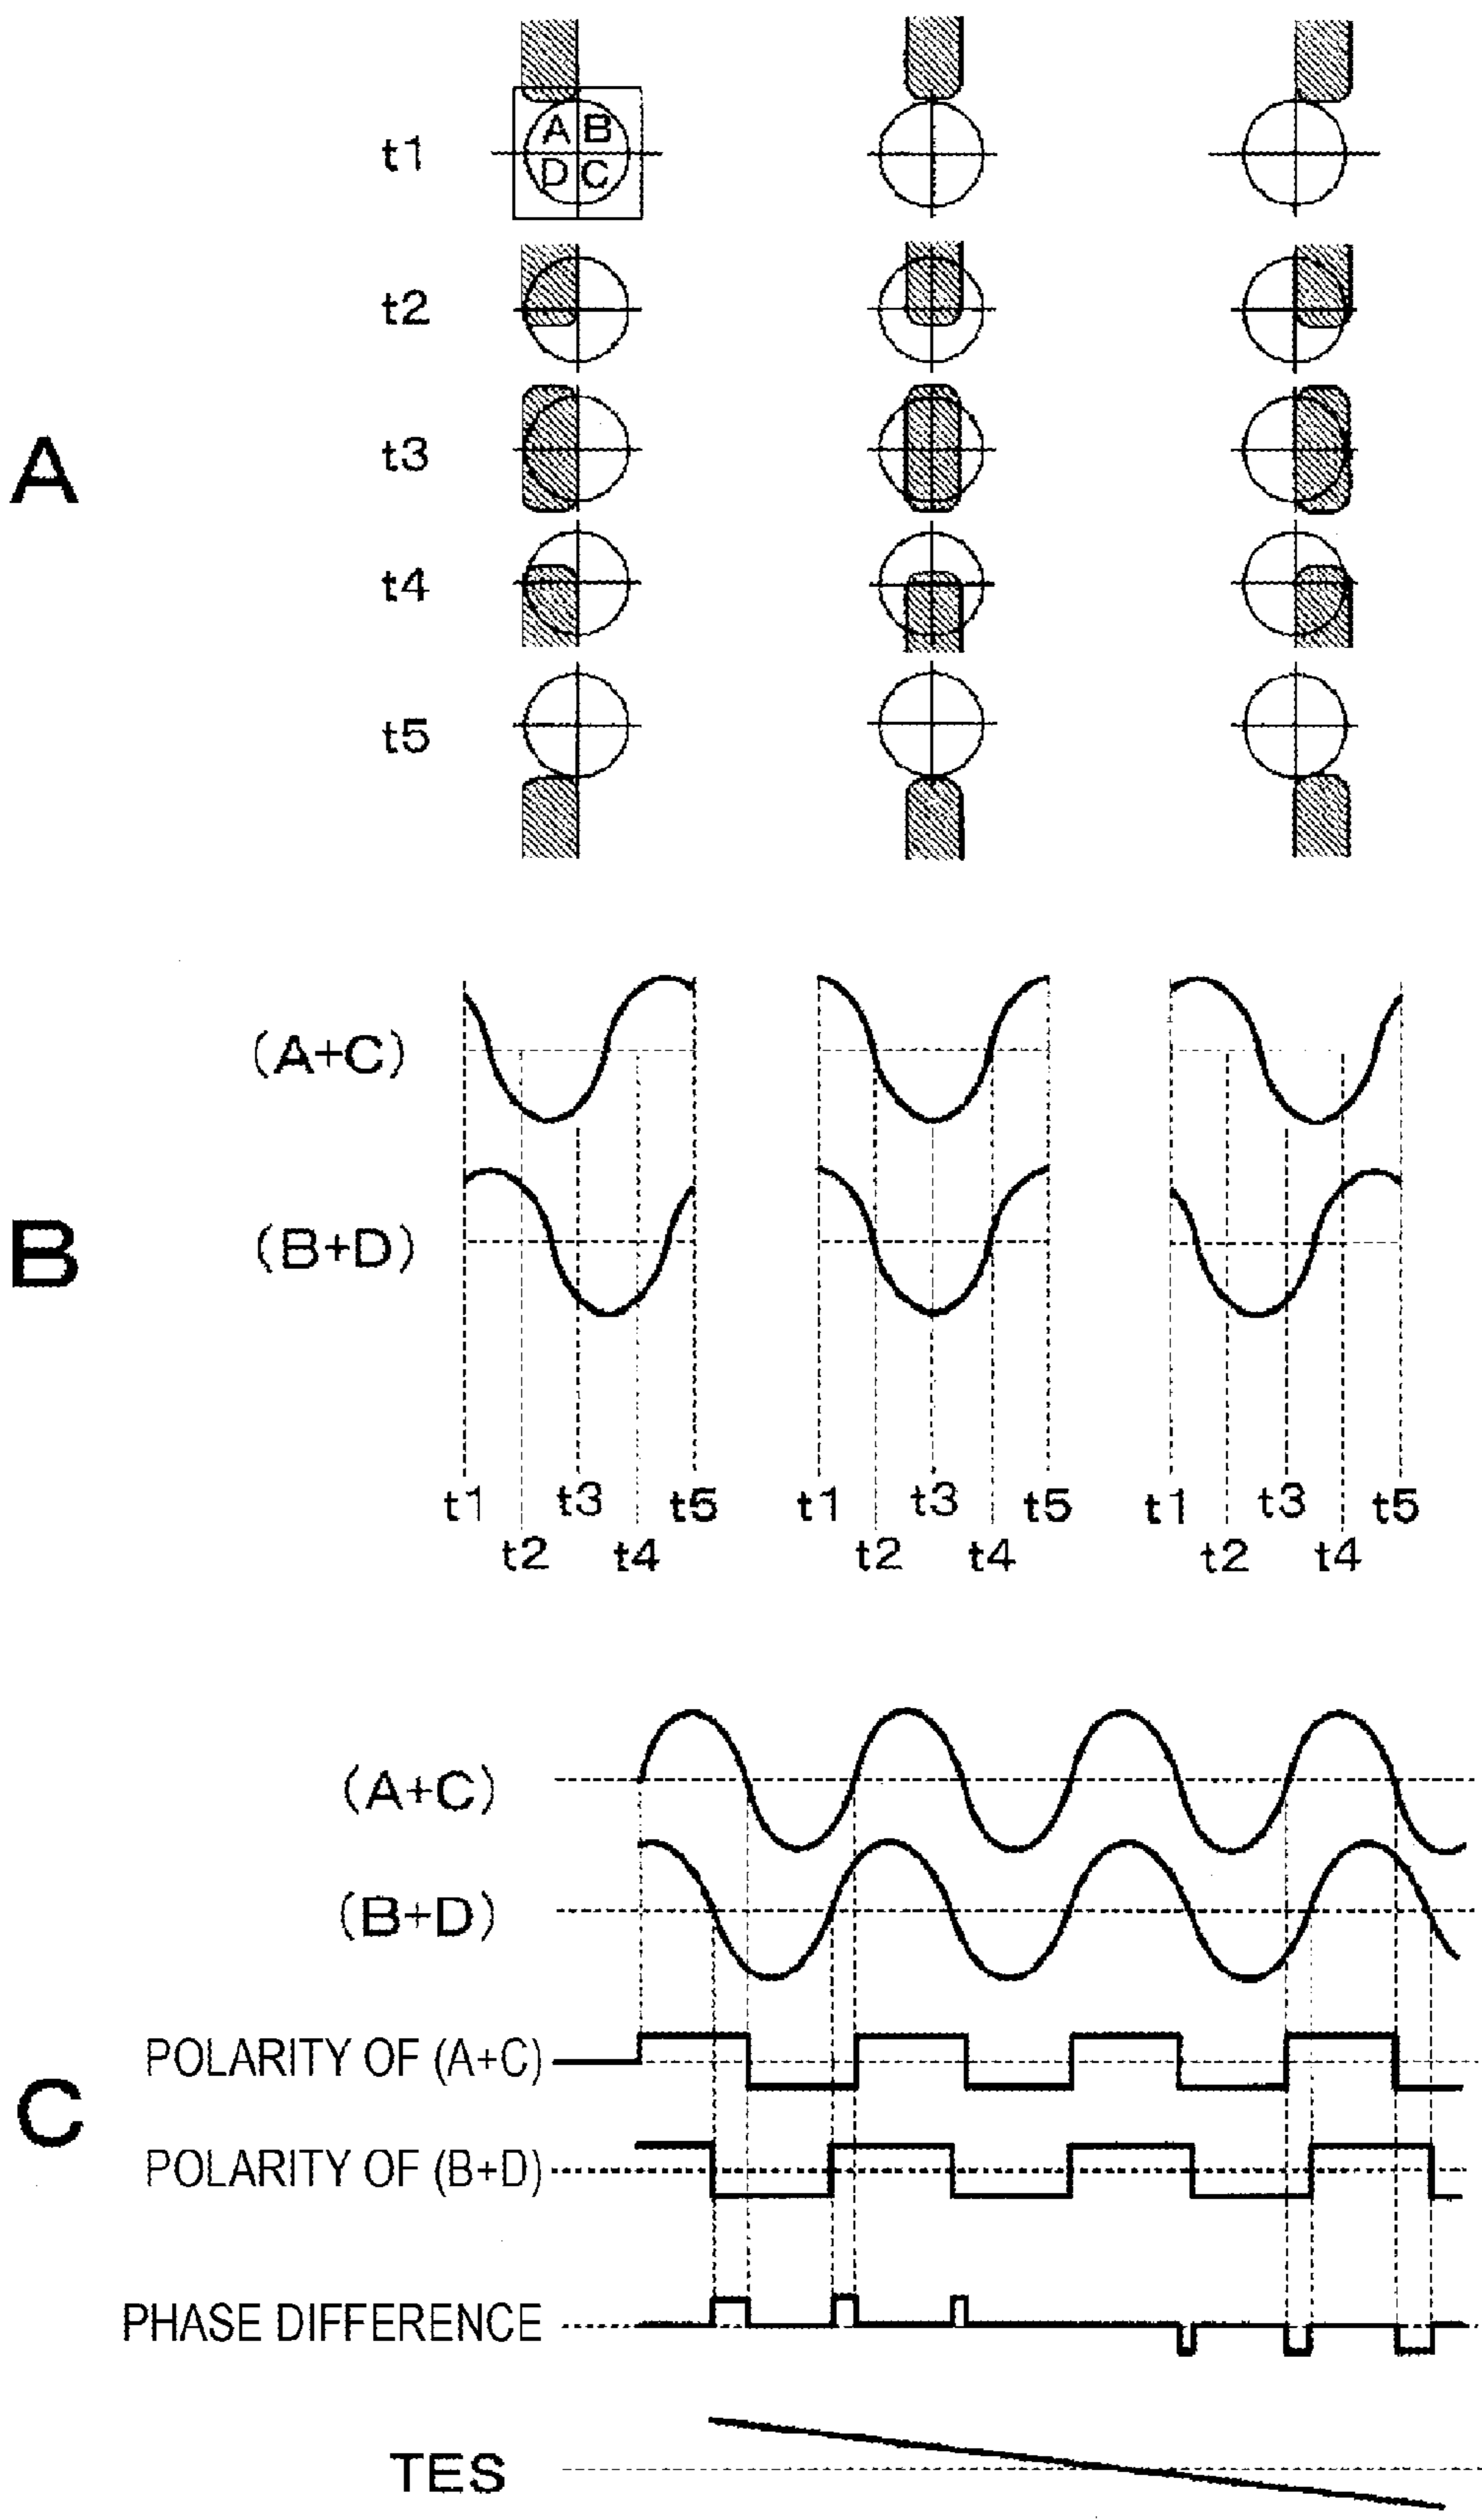 A
t1
A B
D C
t2
t3
t4
t5
B
(A+C)
(B+D)
t1 t3 t5 t1 t3 t5 t1 t3 t5
t2 t4 t2 t4 t2 t4
C
(A+C)
(B+D)
POLARITY OF (A+C)
POLARITY OF (B+D)
PHASE DIFFERENCE
TES